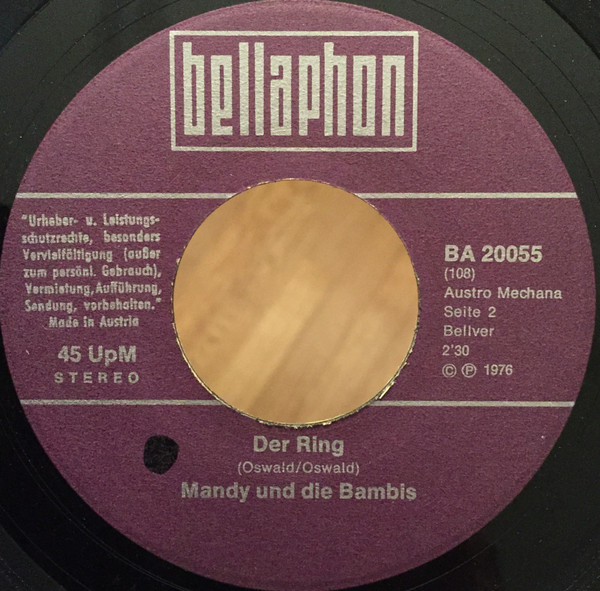 bellaphon
"Urheber- u. Leistungs-
schutzrechte, besonders
Vervielfältigung (außer
zum persönl. Gebrauch),
Vermietung, Aufführung,
Sendung, vorbehalten."
Made in Austria
45 UpM
STEREO
BA 20055
(108)
Austro Mechana
Seite 2
Bellver
2'30
© ℗ 1976
Der Ring
(Oswald/Oswald)
Mandy und die Bambis